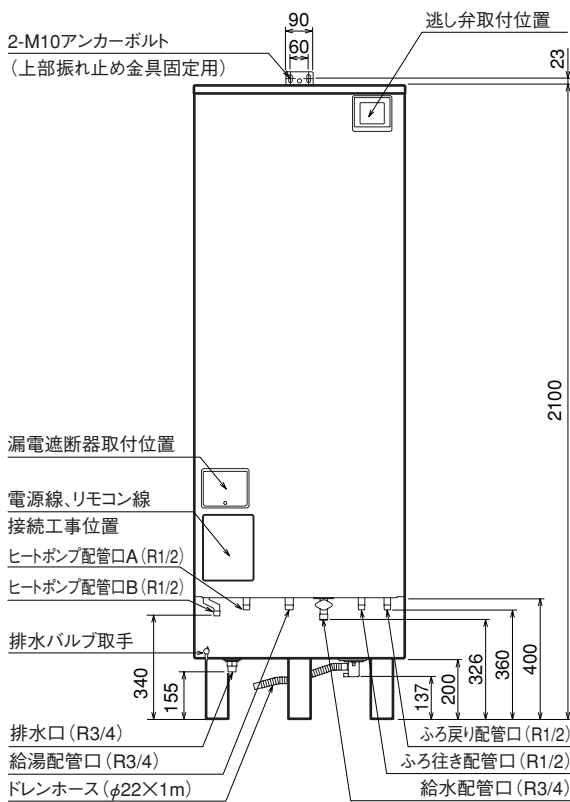 90
60
2-M10アンカーボルト
(上部振れ止め金具固定用)
逃し弁取付位置
23
2100
漏電遮断器取付位置
電源線、リモコン線
接続工事位置
ヒートポンプ配管口A(R1/2)
ヒートポンプ配管口B(R1/2)
排水バルブ取手
340
155
137
200
326
360
400
排水口(R3/4)
給湯配管口(R3/4)
ドレンホース(φ22×1m)
ふろ戻り配管口(R1/2)
ふろ往き配管口(R1/2)
給水配管口(R3/4)